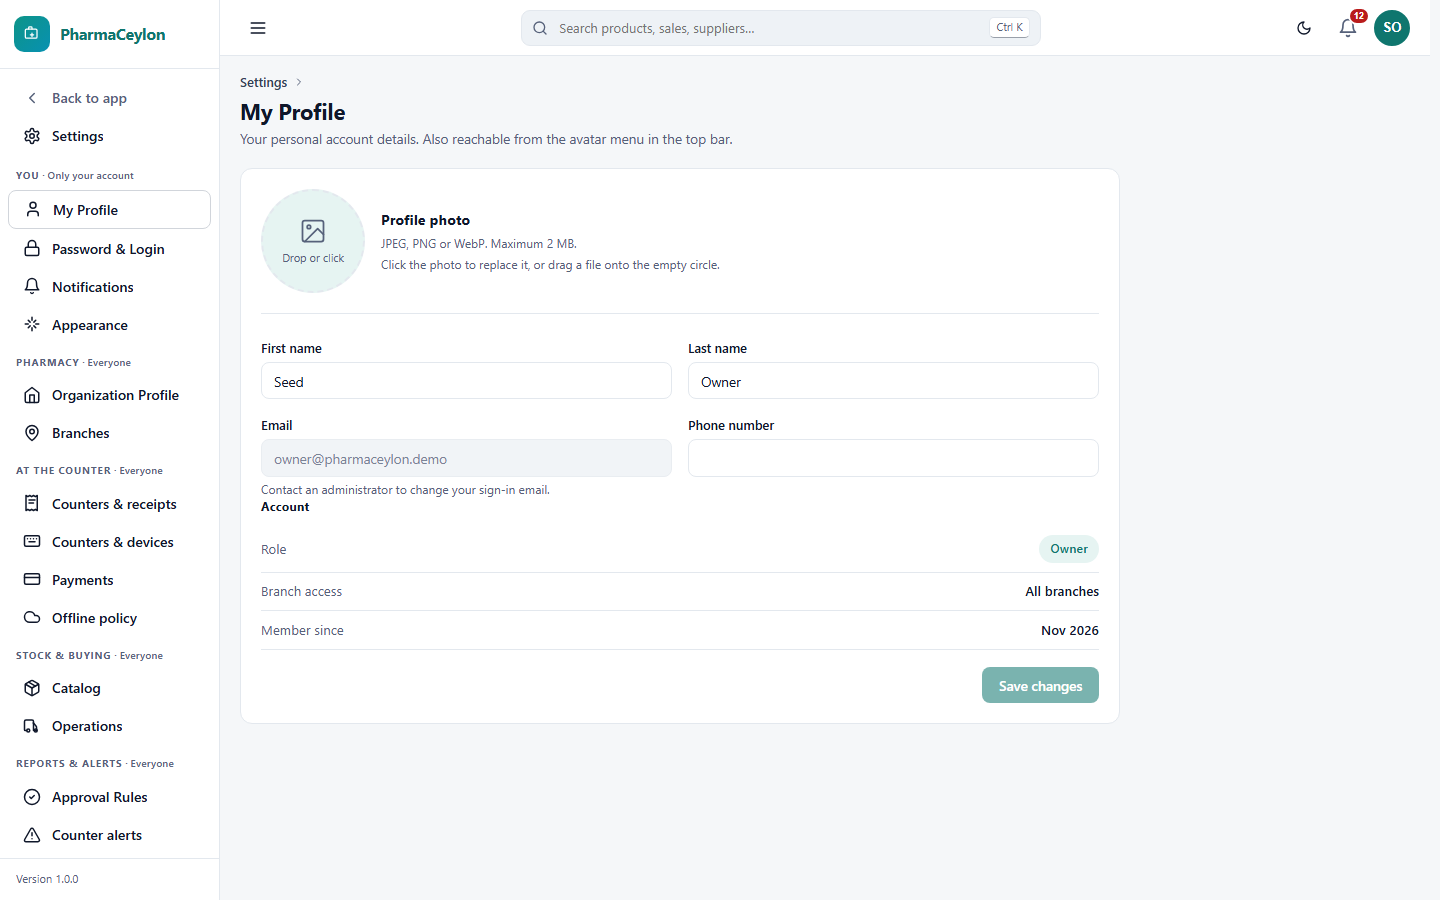 PharmaCeylon
Search products, sales, suppliers...
Ctrl K
12
SO
Back to app
Settings
YOU · Only your account
My Profile
Password & Login
Notifications
Appearance
PHARMACY · Everyone
Organization Profile
Branches
AT THE COUNTER · Everyone
Counters & receipts
Counters & devices
Payments
Offline policy
STOCK & BUYING · Everyone
Catalog
Operations
REPORTS & ALERTS · Everyone
Approval Rules
Counter alerts
Version 1.0.0
Settings
My Profile
Your personal account details. Also reachable from the avatar menu in the top bar.
Drop or click
Profile photo
JPEG, PNG or WebP. Maximum 2 MB.
Click the photo to replace it, or drag a file onto the empty circle.
First name
Last name
Seed
Owner
Email
Phone number
owner@pharmaceylon.demo
Contact an administrator to change your sign-in email.
Account
Role
Owner
Branch access
All branches
Member since
Nov 2026
Save changes